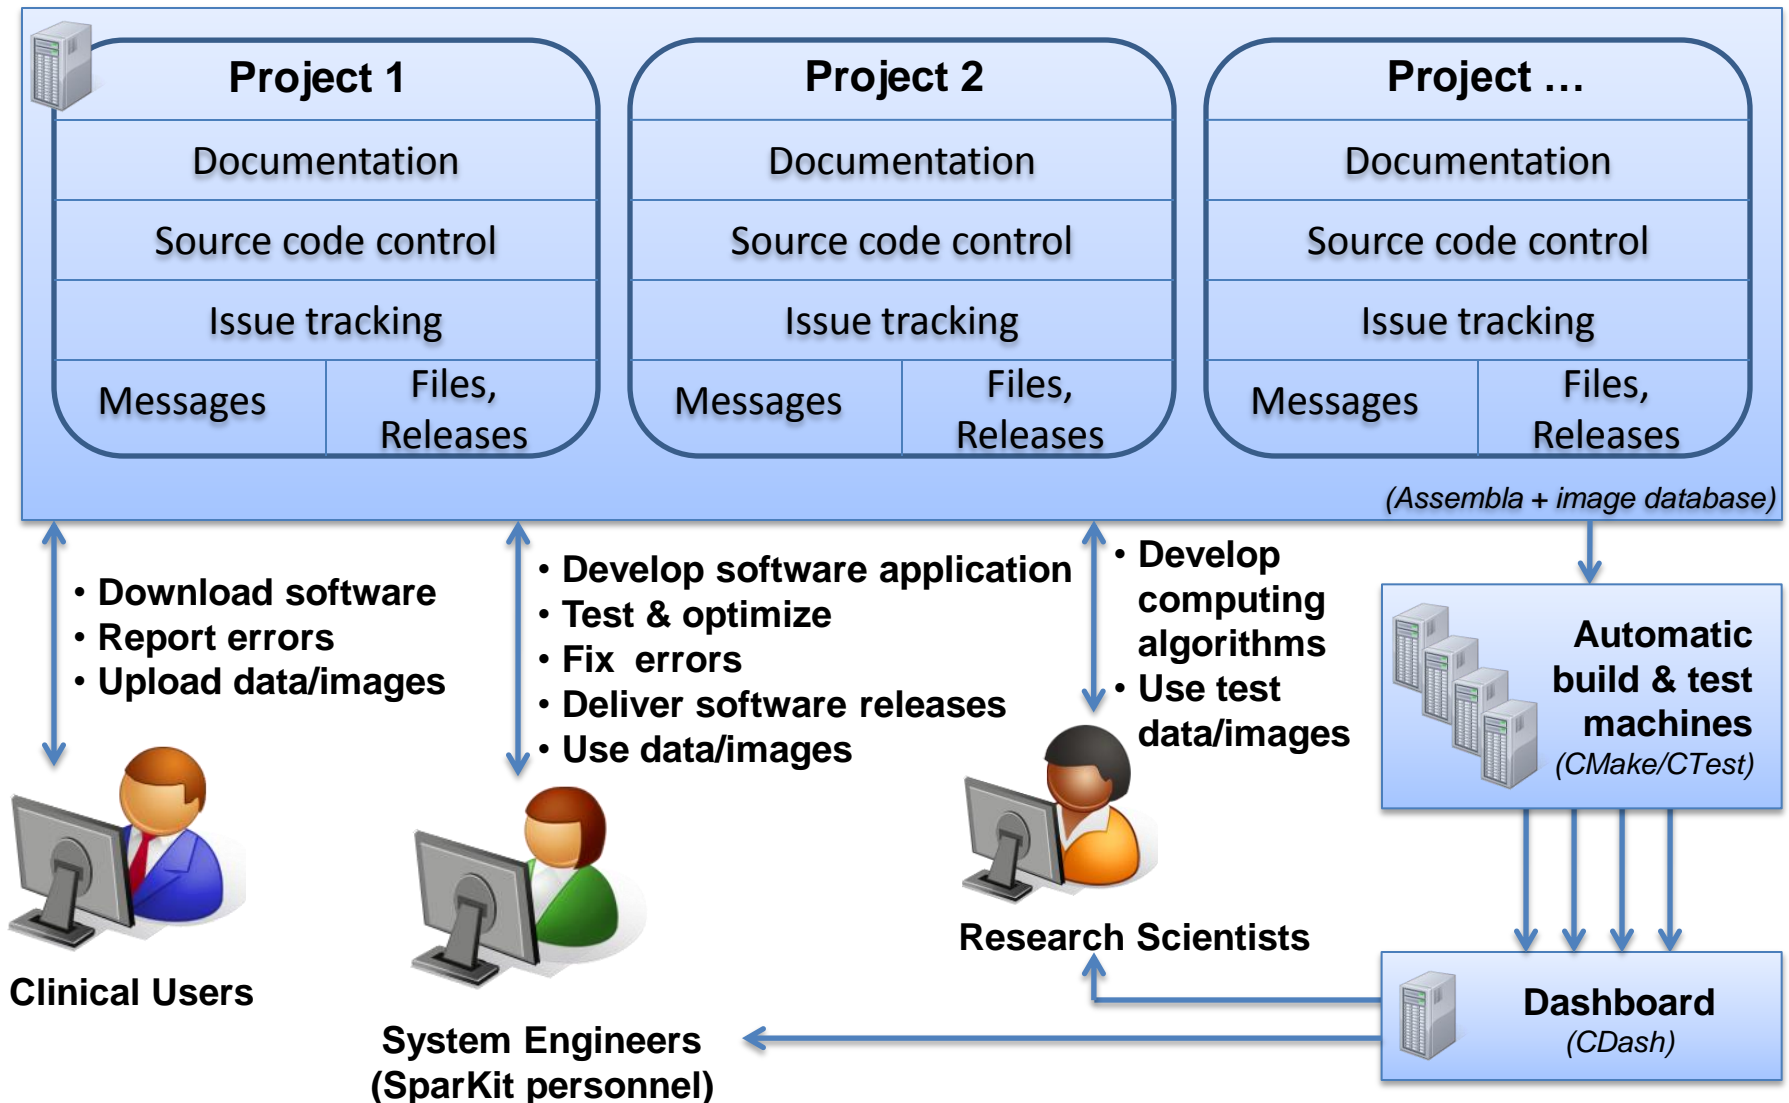 Project 1
Documentation
Source code control
Issue tracking
Messages
Files,
Releases
Project 2
Documentation
Source code control
Issue tracking
Messages
Files,
Releases
Project …
Documentation
Source code control
Issue tracking
Messages
Files,
Releases
(Assembla + image database)
• Download software
• Report errors
• Upload data/images
Clinical Users
• Develop software application
• Test & optimize
• Fix errors
• Deliver software releases
• Use data/images
System Engineers
(SparKit personnel)
• Develop
computing
algorithms
• Use test
data/images
Research Scientists
Automatic
build & test
machines
(CMake/CTest)
Dashboard
(CDash)